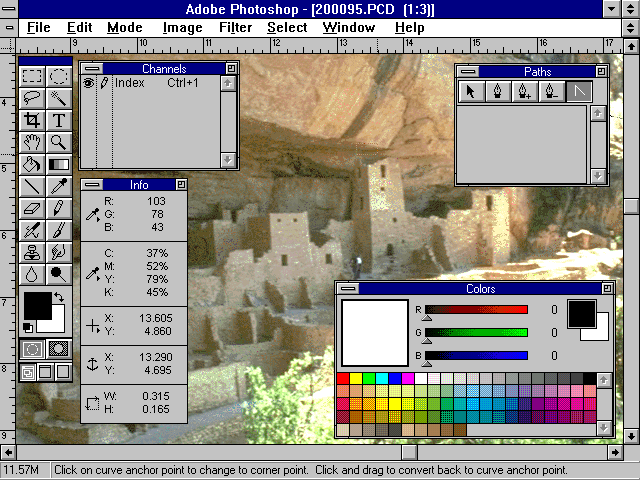 Adobe Photoshop - [200095.PCD (1:3)]
File Edit Mode Image Filter Select Window Help
9 10 11 12 13 14 15 16 17
4
5
6
7
8
9
Channels
Index Ctrl+1
Paths
Info
R: 103
G: 78
B: 43
C: 37%
M: 52%
Y: 79%
K: 45%
X: 13.605
Y: 4.860
X: 13.290
Y: 4.695
W: 0.315
H: 0.165
Colors
R 0
G 0
B 0
T
11.57M Click on curve anchor point to change to corner point. Click and drag to convert back to curve anchor point.